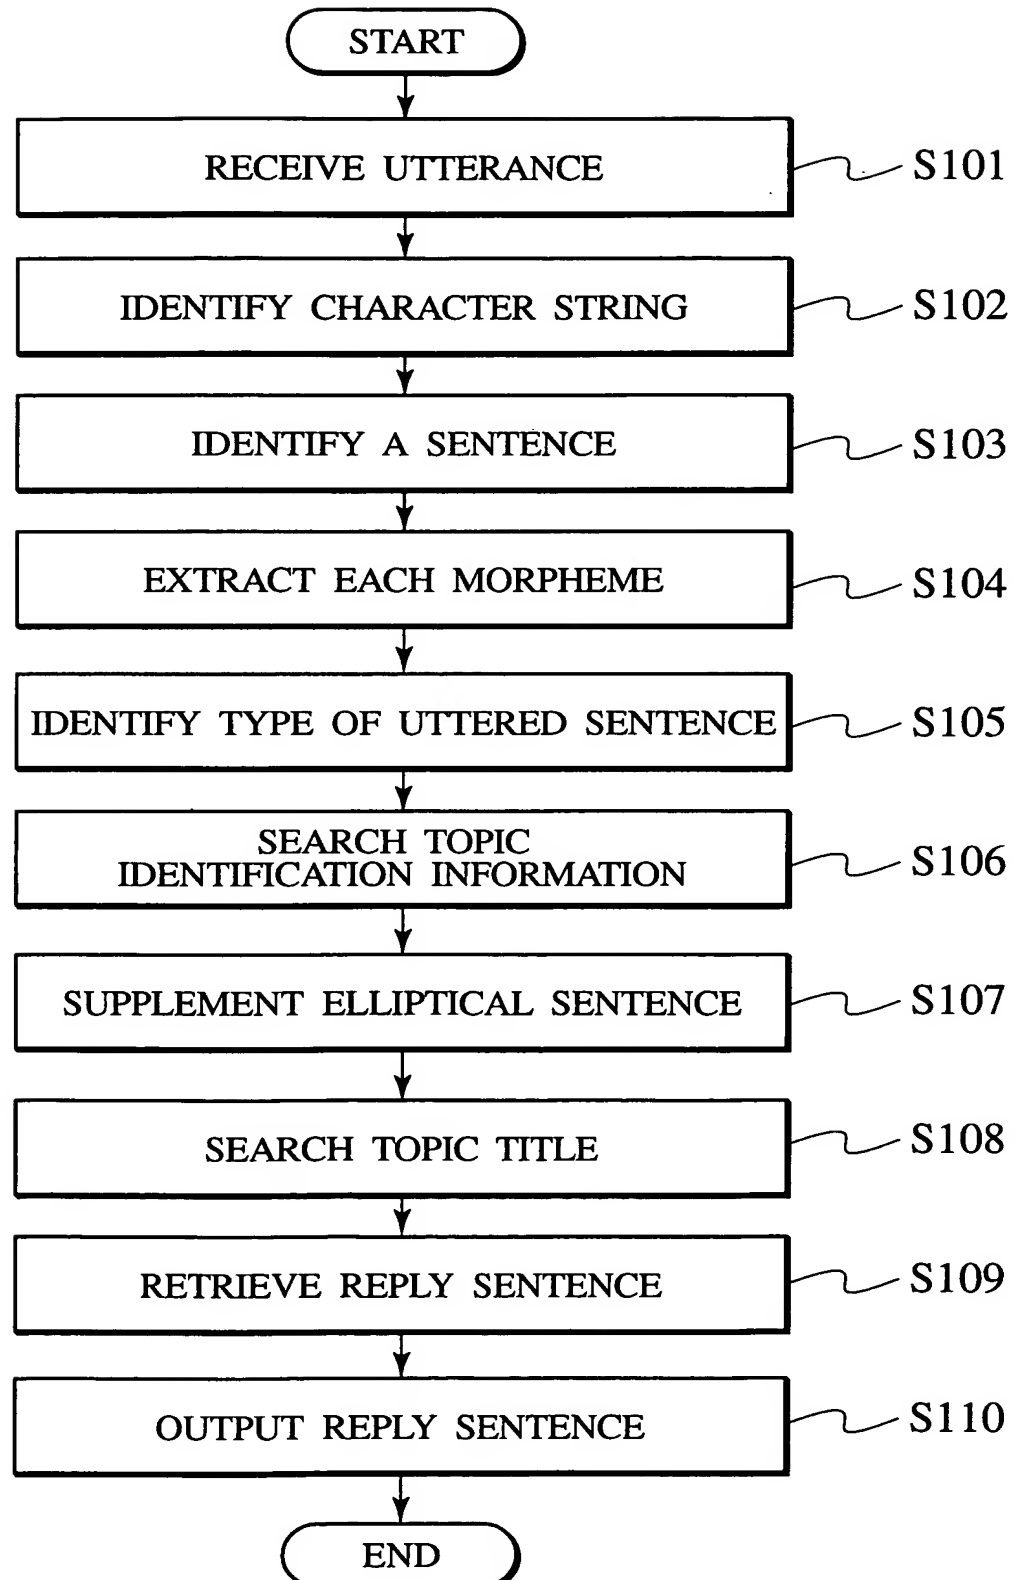 START
RECEIVE UTTERANCE S101
IDENTIFY CHARACTER STRING S102
IDENTIFY A SENTENCE S103
EXTRACT EACH MORPHEME S104
IDENTIFY TYPE OF UTTERED SENTENCE S105
SEARCH TOPIC
IDENTIFICATION INFORMATION S106
SUPPLEMENT ELLIPTICAL SENTENCE S107
SEARCH TOPIC TITLE S108
RETRIEVE REPLY SENTENCE S109
OUTPUT REPLY SENTENCE S110
END